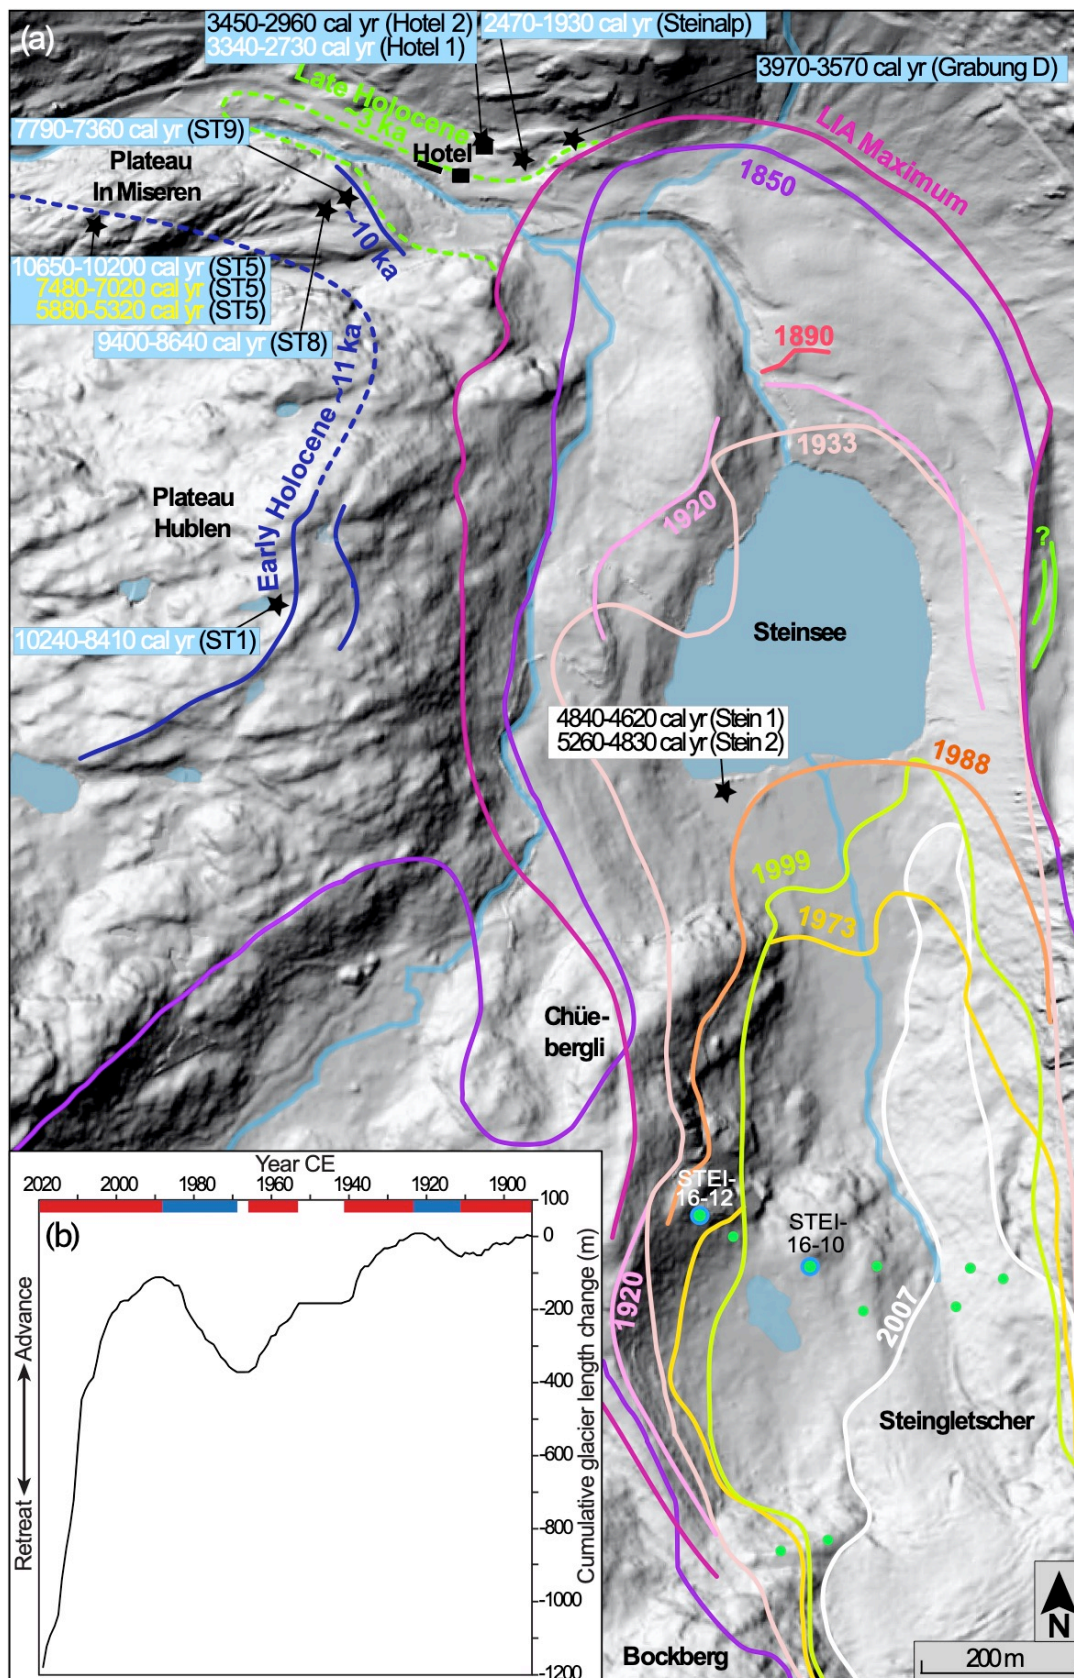 (a)
3450-2960 cal yr (Hotel 2)
3340-2730 cal yr (Hotel 1)
2470-1930 cal yr (Steinalp)
3970-3570 cal yr (Grabung D)
Late Holocene
~3 ka
Hotel
7790-7360 cal yr (ST9)
Plateau
In Miseren
LIA Maximum
1850
~10 ka
10650-10200 cal yr (ST5)
7480-7020 cal yr (ST5)
5880-5320 cal yr (ST5)
9400-8640 cal yr (ST8)
1890
Early Holocene ~11 ka
1933
Plateau
Hublen
1920
?
10240-8410 cal yr (ST1)
Steinsee
4840-4620 cal yr (Stein 1)
5260-4830 cal yr (Stein 2)
1988
1999
1973
Chüe-
bergli
STEI-
16-12
STEI-
16-10
1920
2007
Steingletscher
Bockberg
N
200 m
Year CE
2020 2000 1980 1960 1940 1920 1900
(b)
100
0
-200
-400
-600
-800
-1000
-1200
Cumulative glacier length change (m)
Retreat
Advance